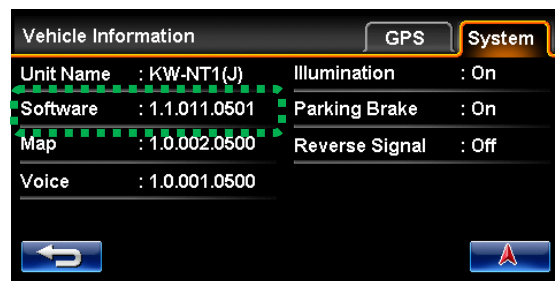 Vehicle Information GPS System
Unit Name : KW-NT1(J) Illumination : On
Software : 1.1.011.0501 Parking Brake : On
Map : 1.0.002.0500 Reverse Signal : Off
Voice : 1.0.001.0500